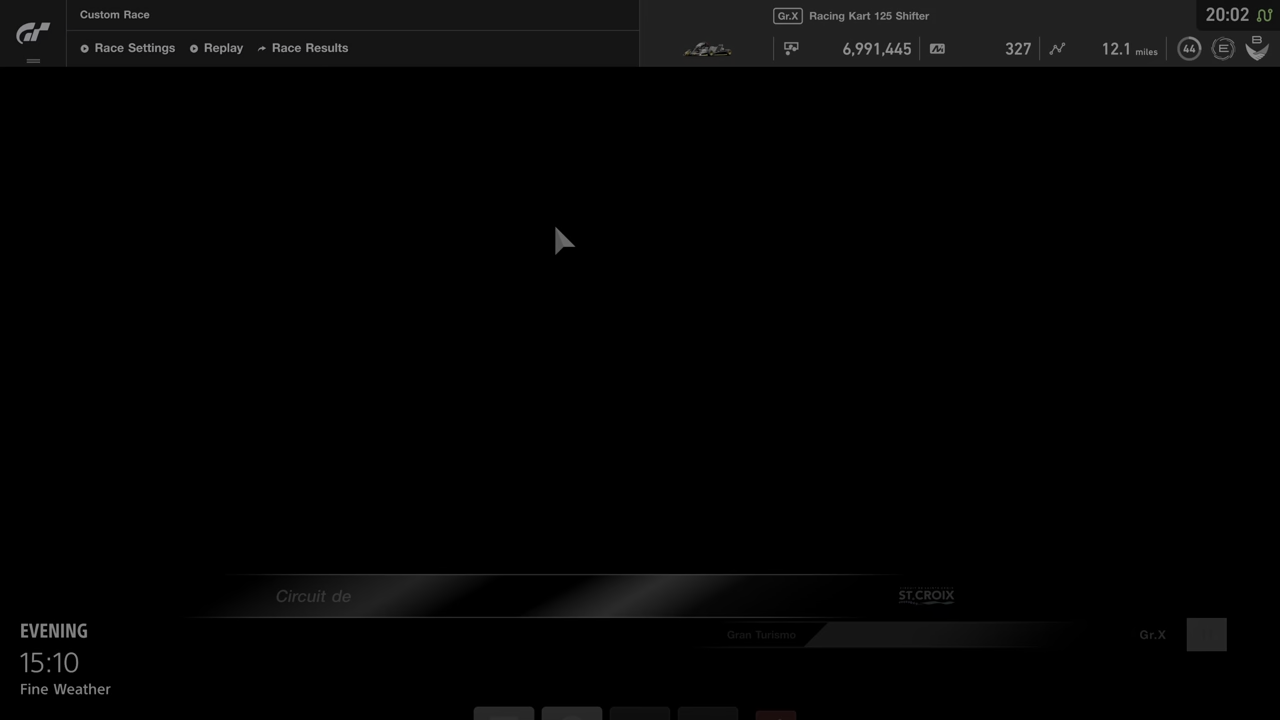 Custom Race
Race Settings Replay Race Results
Gr.X Racing Kart 125 Shifter
20:02
6,991,445 327 12.1 miles 44 E B
Circuit de
ST.CROIX
Gran Turismo
Gr.X
EVENING
15:10
Fine Weather